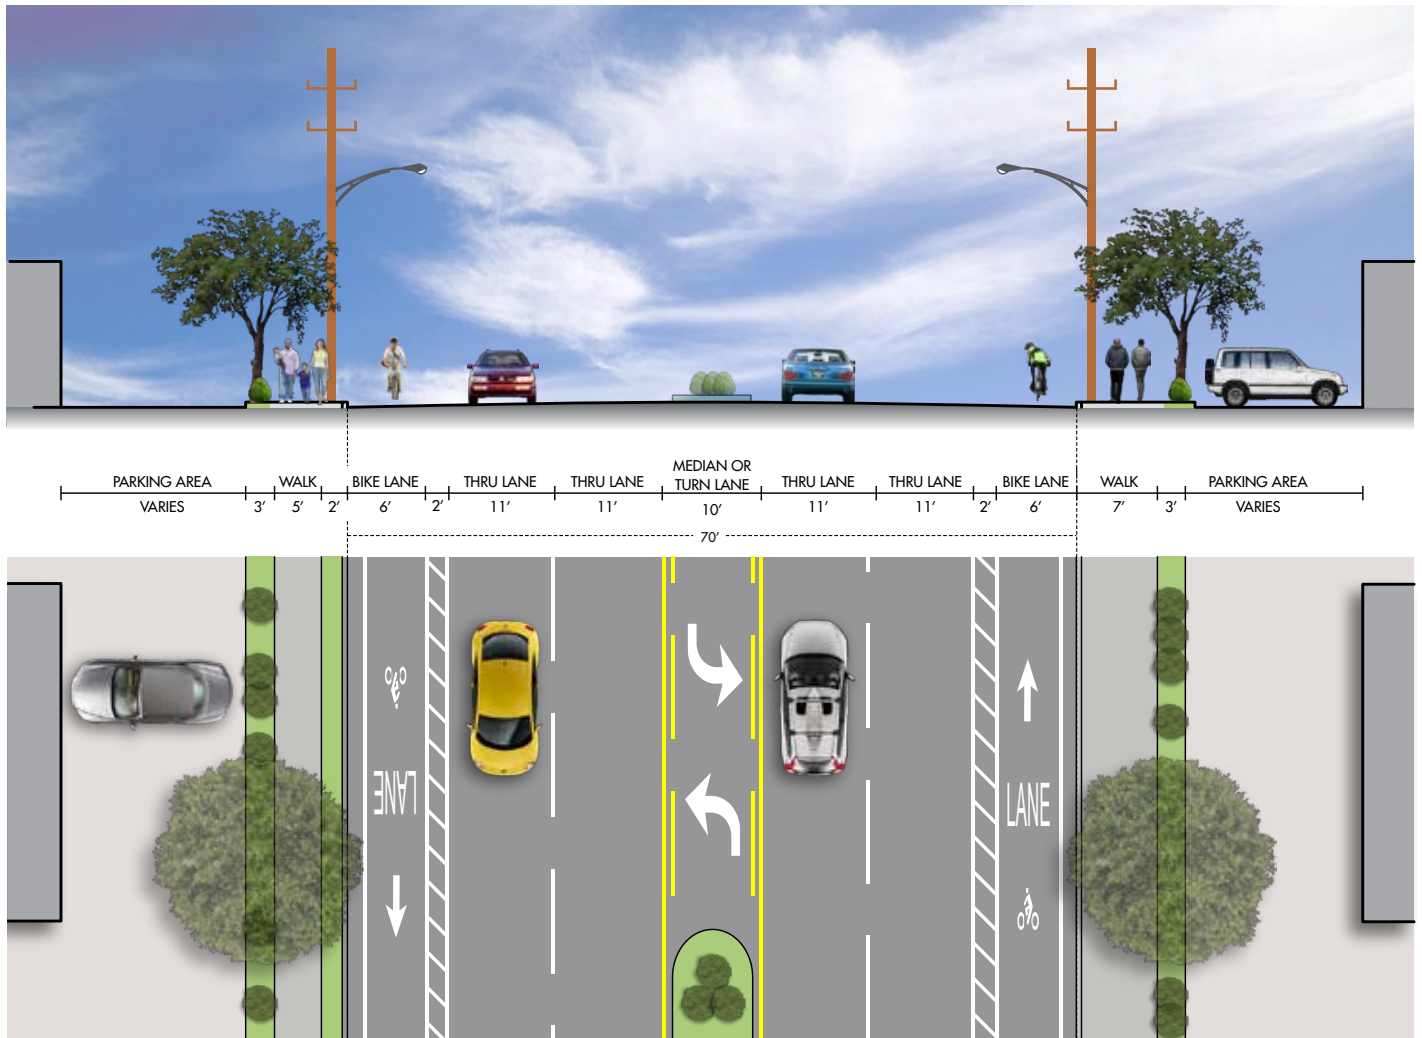 MEDIAN OR
PARKING AREA WALK BIKE LANE THRU LANE THRU LANE TURN LANE THRU LANE THRU LANE BIKE LANE WALK PARKING AREA
VARIES 3' 5' 2' 6' 2' 11' 11' 10' 11' 11' 2' 6' 7' 3' VARIES
70'
LANE
LANE